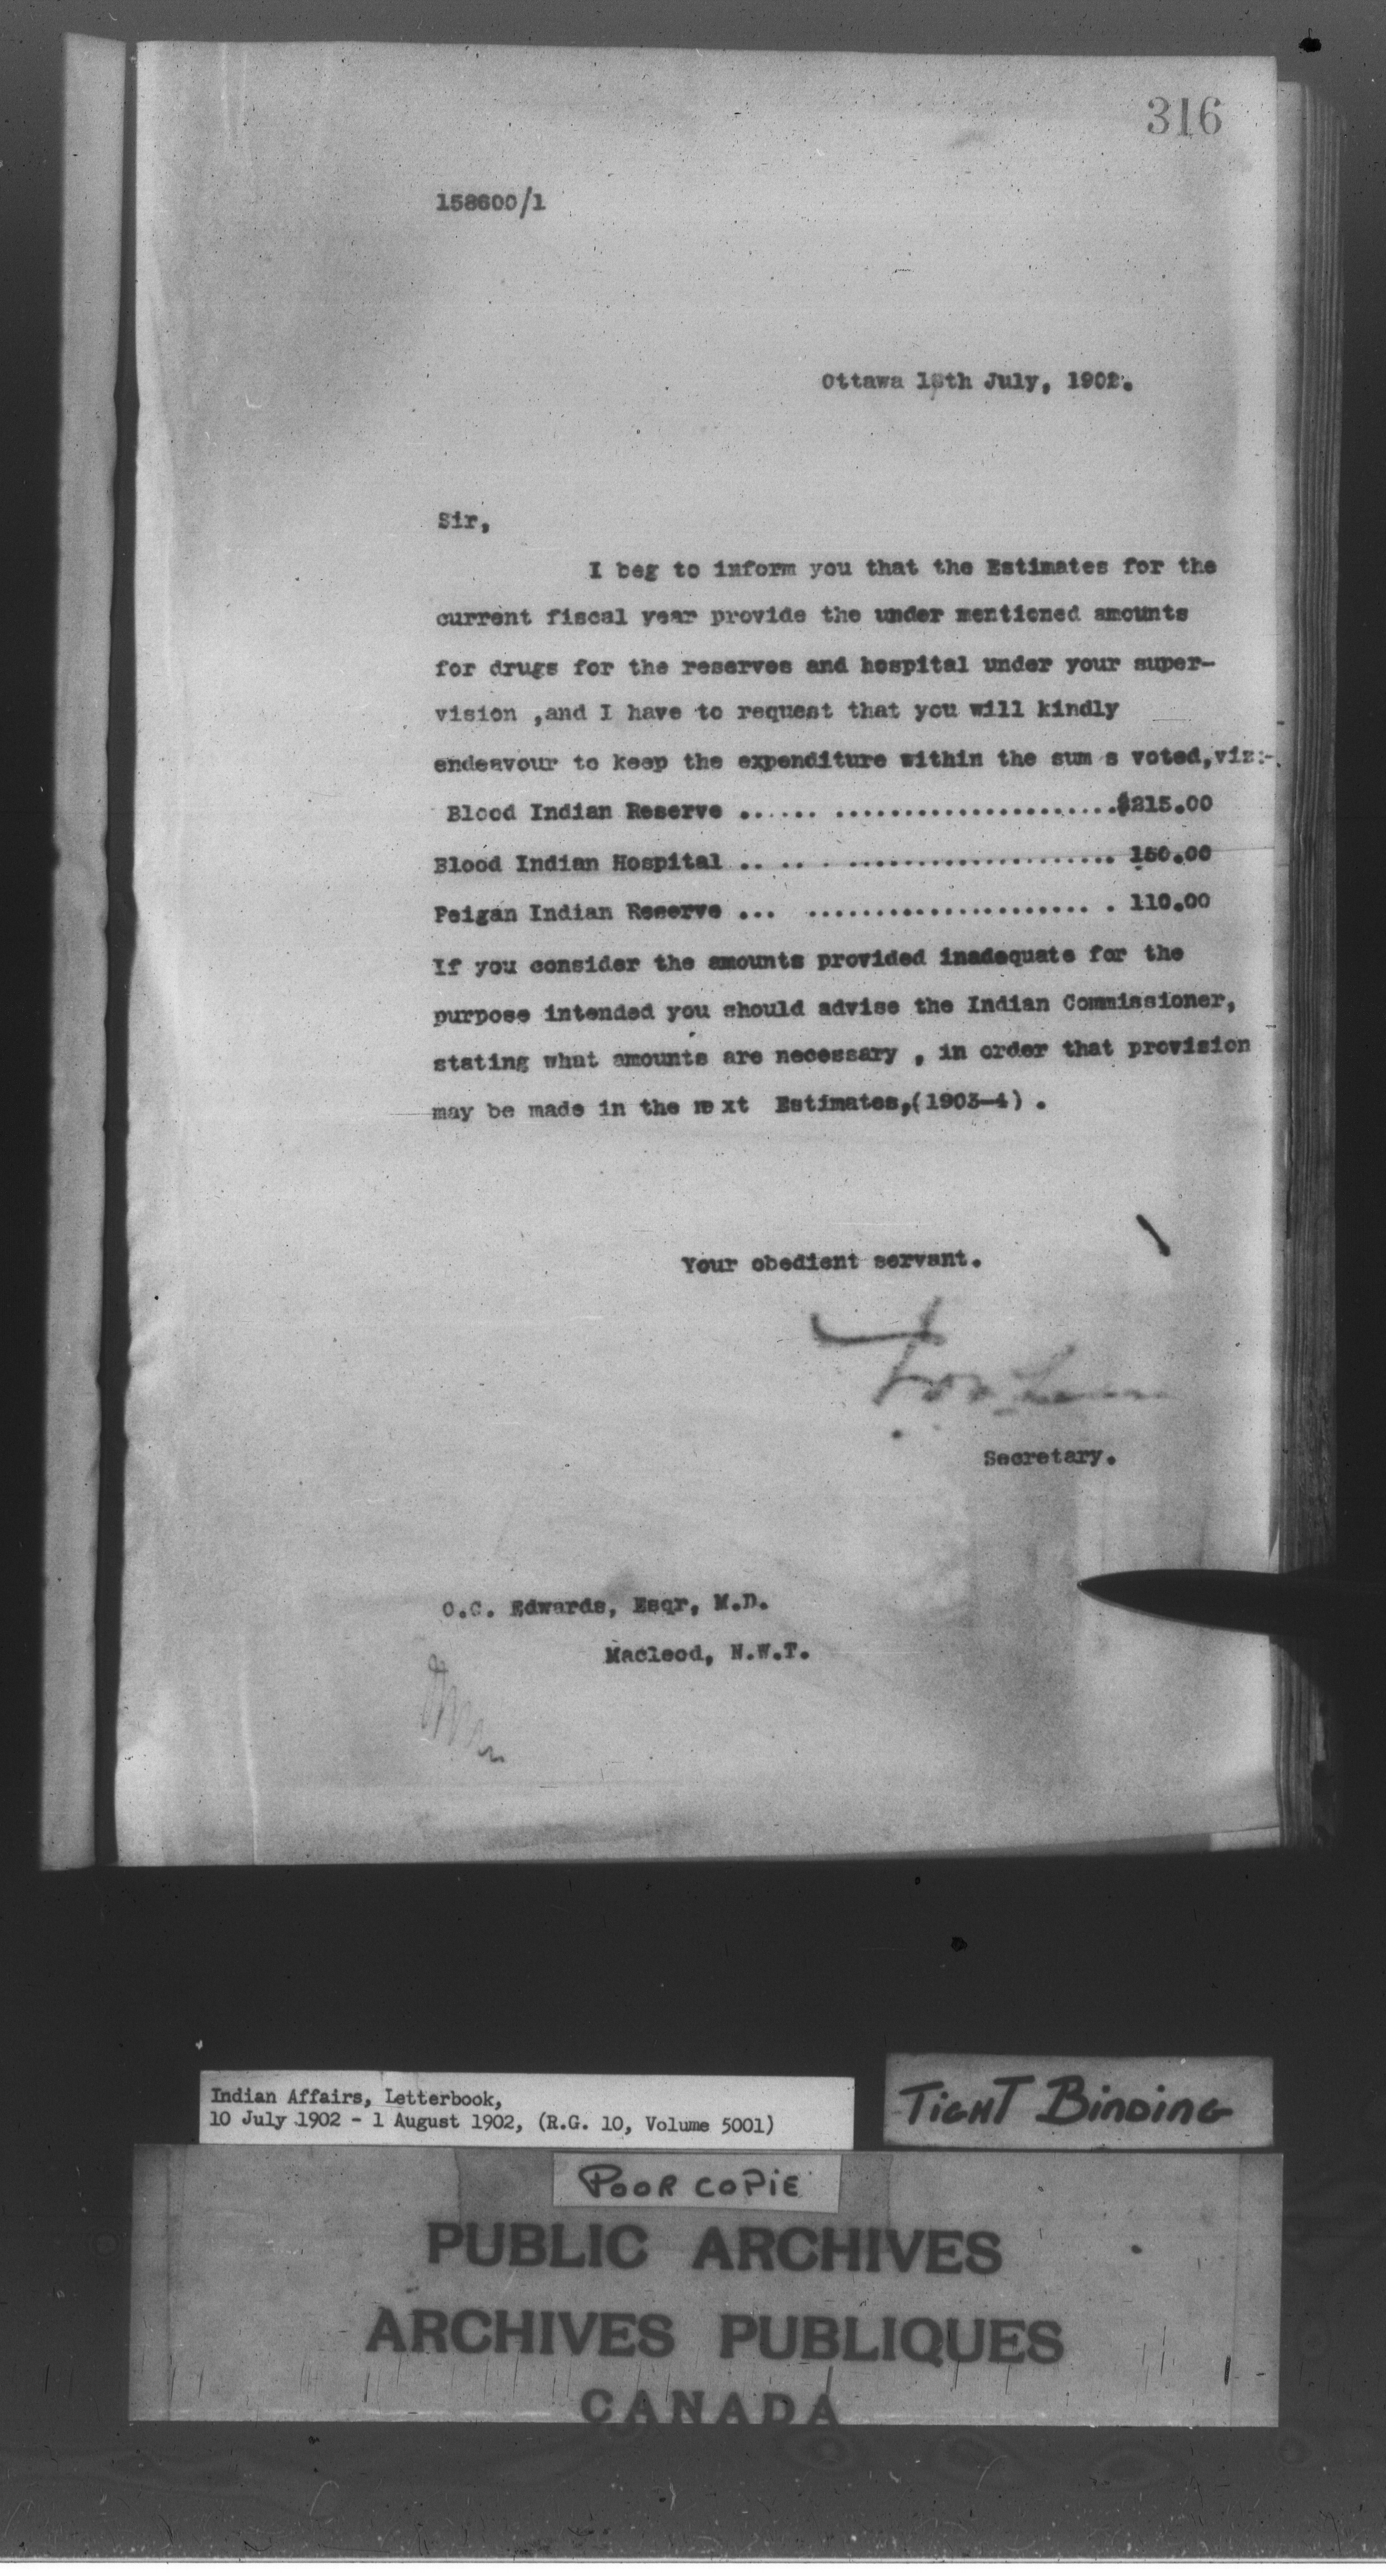 316
158600/1
Ottawa 15th July, 1902.
Sir,
I beg to inform you that the Estimates for the
current fiscal year provide the under mentioned amounts
for drugs for the reserves and hospital under your super-
vision ,and I have to request that you will kindly
endeavour to keep the expenditure within the sum s voted,viz:-
Blood Indian Reserve ...... .....................$215.00
Blood Indian Hospital .. .. . .................... 150.00
Peigan Indian Reserve ... ..................... . 110.00
If you consider the amounts provided inadequate for the
purpose intended you should advise the Indian Commissioner,
stating what amounts are necessary , in order that provision
may be made in the next Estimates,(1903-4) .
Your obedient servant.
Secretary.
O.C. Edwards, Esqr, M.D.
Macleod, N.W.T.
Indian Affairs, Letterbook,
10 July 1902 - 1 August 1902, (R.G. 10, Volume 5001)
TIGHT BINDING
POOR COPIE
PUBLIC ARCHIVES
ARCHIVES PUBLIQUES
CANADA